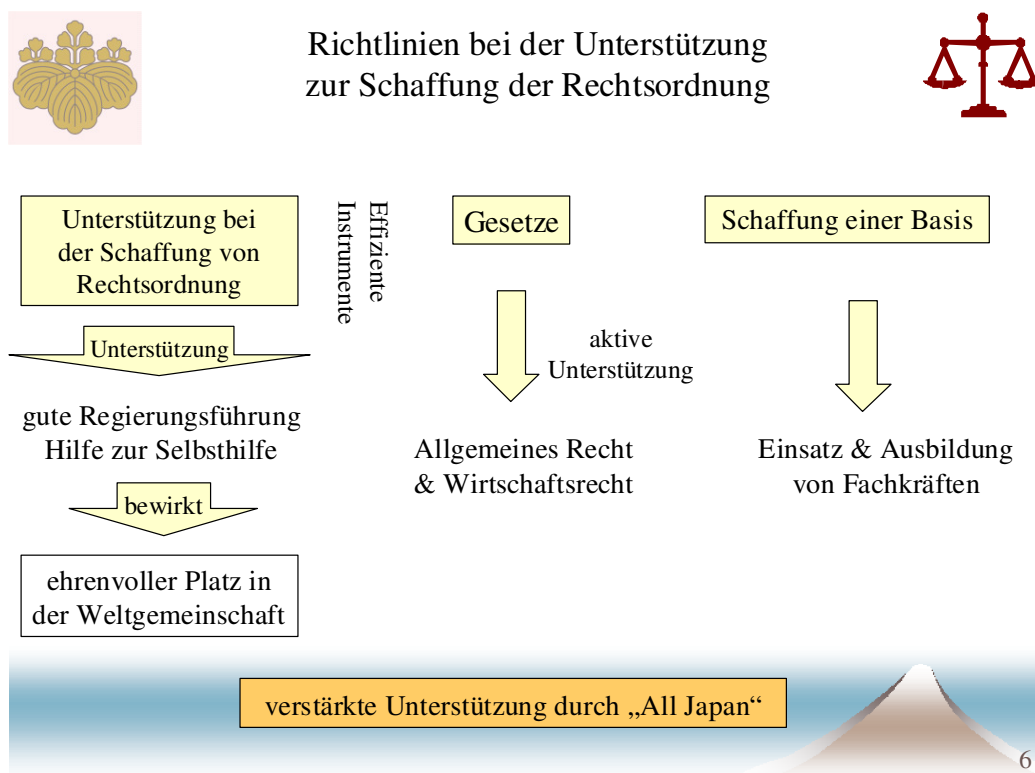 Richtlinien bei der Unterstützung
zur Schaffung der Rechtsordnung
Unterstützung bei
der Schaffung von
Rechtsordnung
Unterstützung
gute Regierungsführung
Hilfe zur Selbsthilfe
bewirkt
ehrenvoller Platz in
der Weltgemeinschaft
Effiziente
Instrumente
Gesetze
aktive
Unterstützung
Allgemeines Recht
& Wirtschaftsrecht
Schaffung einer Basis
Einsatz & Ausbildung
von Fachkräften
verstärkte Unterstützung durch „All Japan“
6